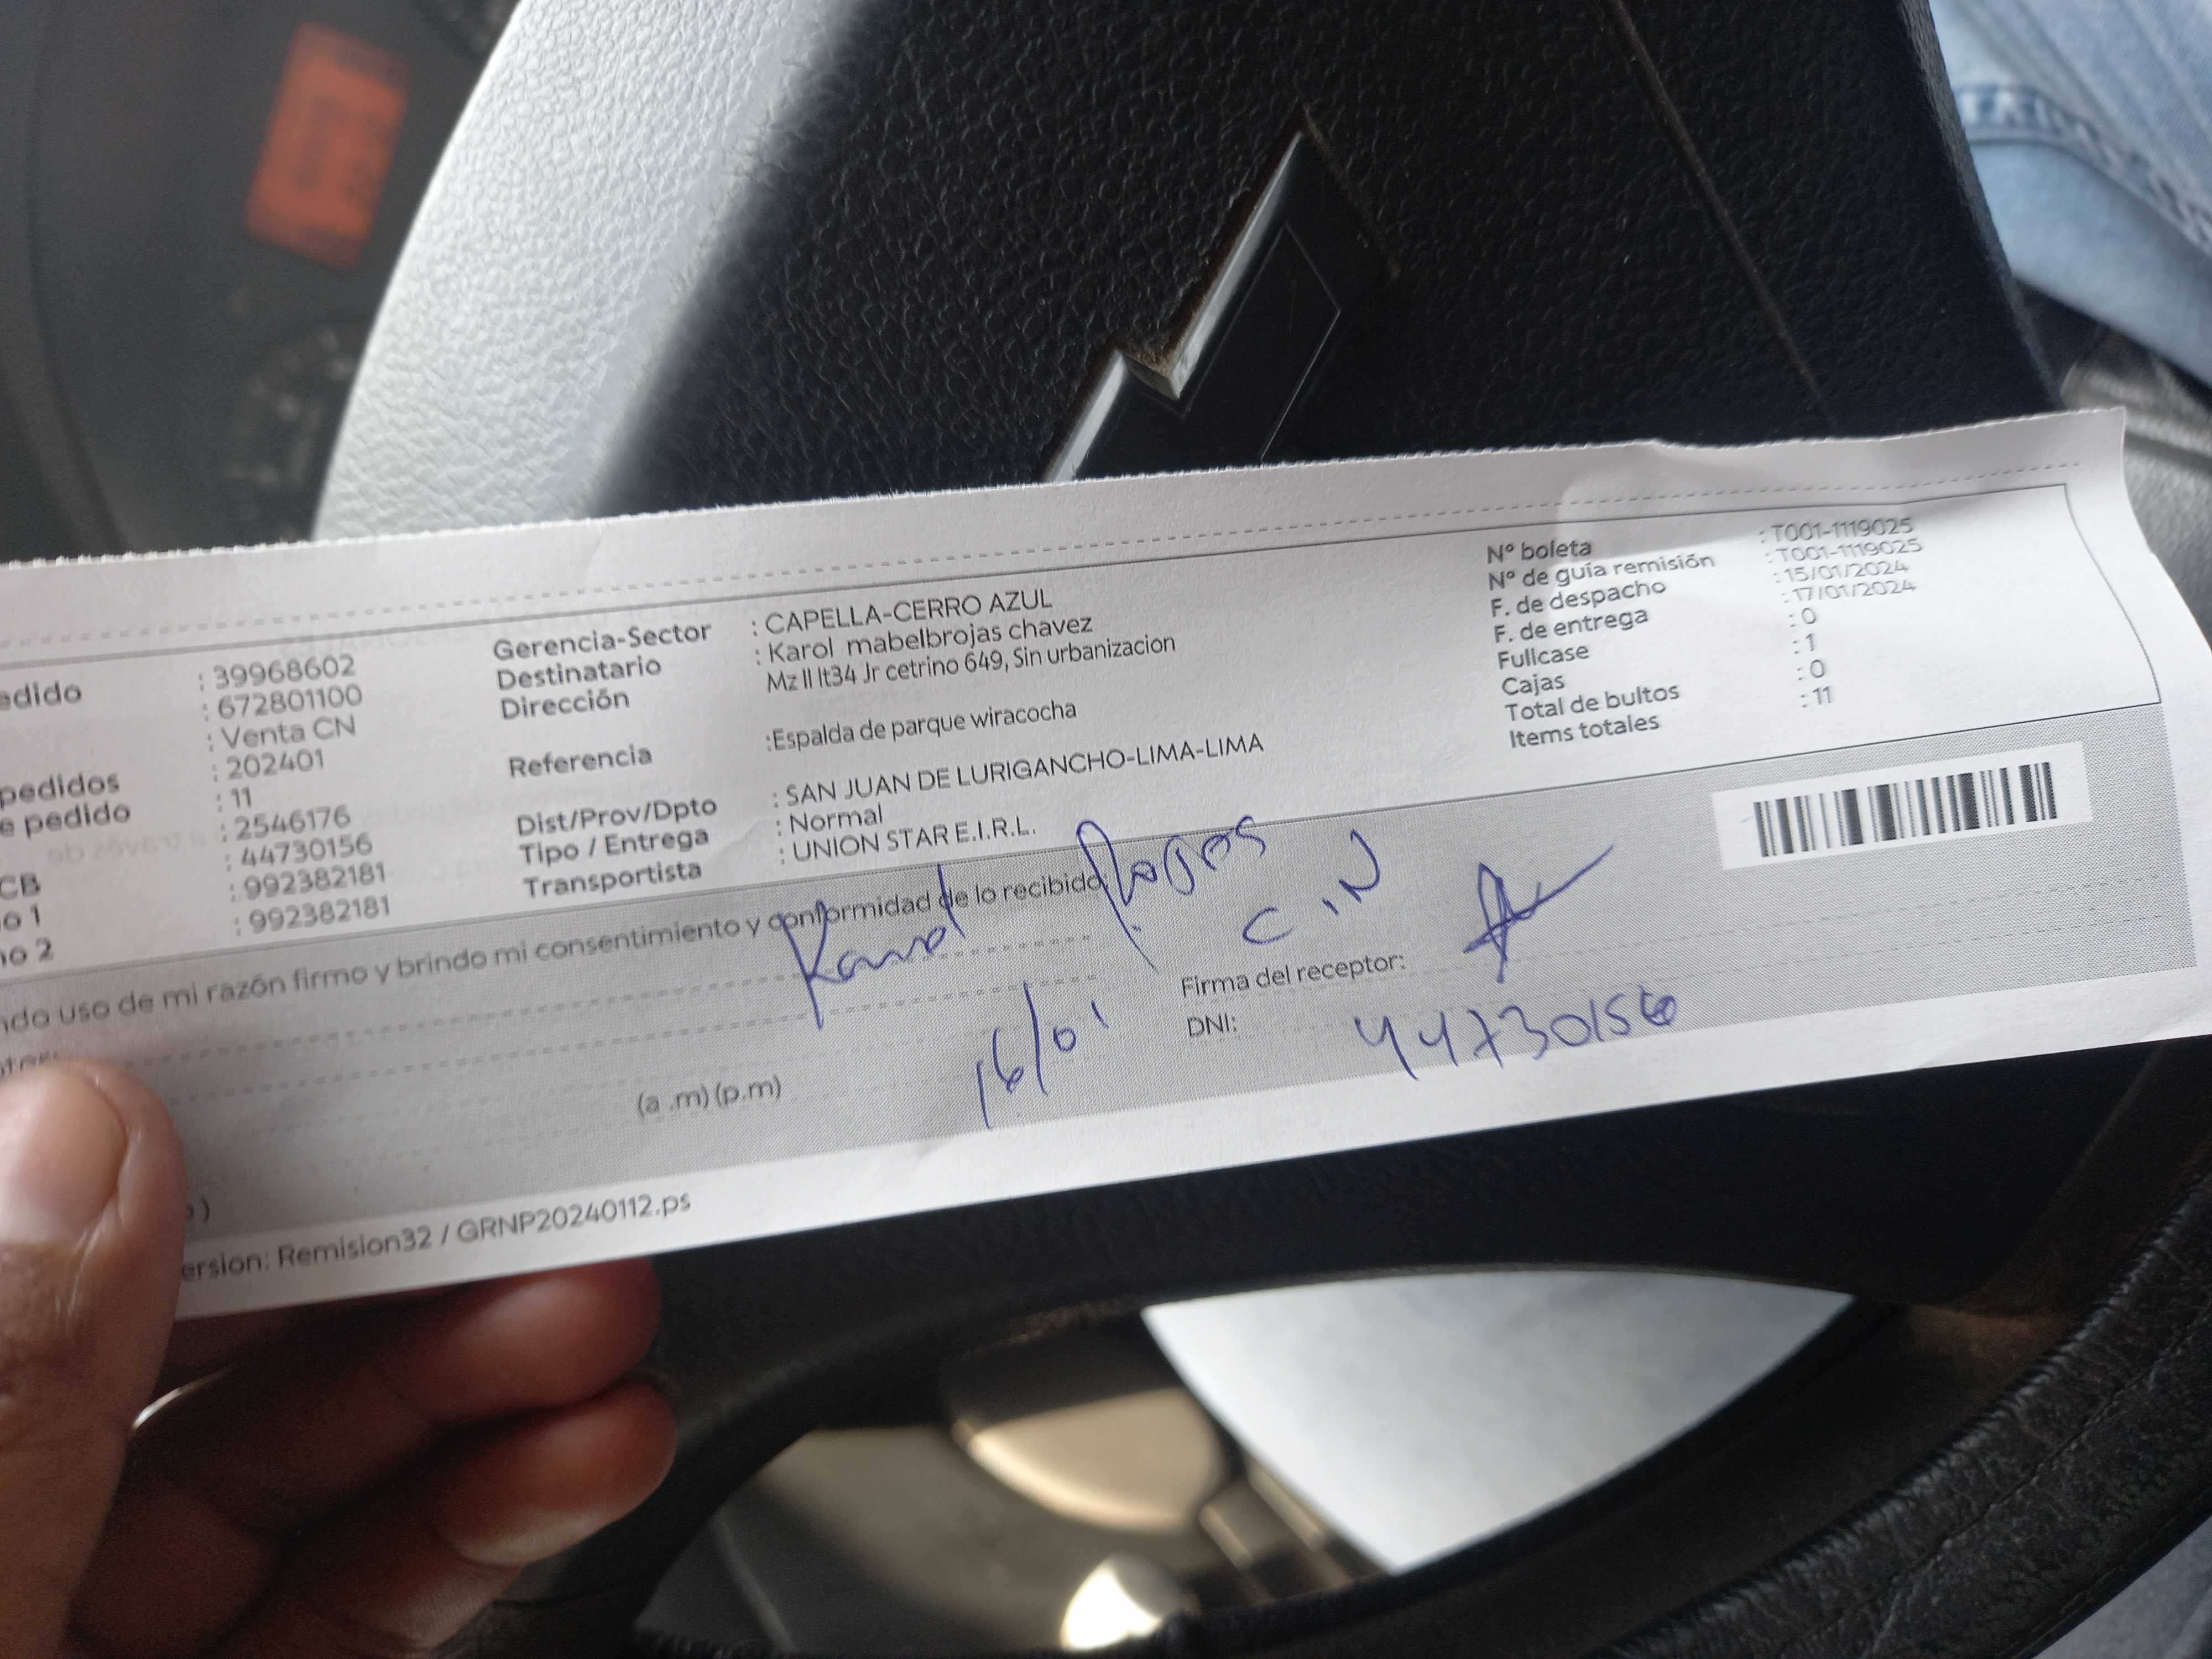 edido : 39968602
: 672801100
: Venta CN
pedidos : 202401
e pedido : 11
: 2546176
CB : 44730156
o 1 : 992382181
no 2 : 992382181
Gerencia-Sector : CAPELLA-CERRO AZUL
Destinatario : Karol mabelbrojas chavez
Dirección Mz II lt34 Jr cetrino 649, Sin urbanizacion
Referencia :Espalda de parque wiracocha
Dist/Prov/Dpto : SAN JUAN DE LURIGANCHO-LIMA-LIMA
Tipo / Entrega : Normal
Transportista : UNION STAR E.I.R.L.
N° boleta : T001-1119025
N° de guía remisión : T001-1119025
F. de despacho : 15/01/2024
F. de entrega : 17/01/2024
Fullcase : 0
Cajas : 1
Total de bultos : 0
Items totales : 11
ndo uso de mi razón firmo y brindo mi consentimiento y conformidad de lo recibido.
Karol Rojas
C N
Firma del receptor:
16/01
DNI: 44730156
(a .m) (p.m)
ersion: Remision32 / GRNP20240112.ps